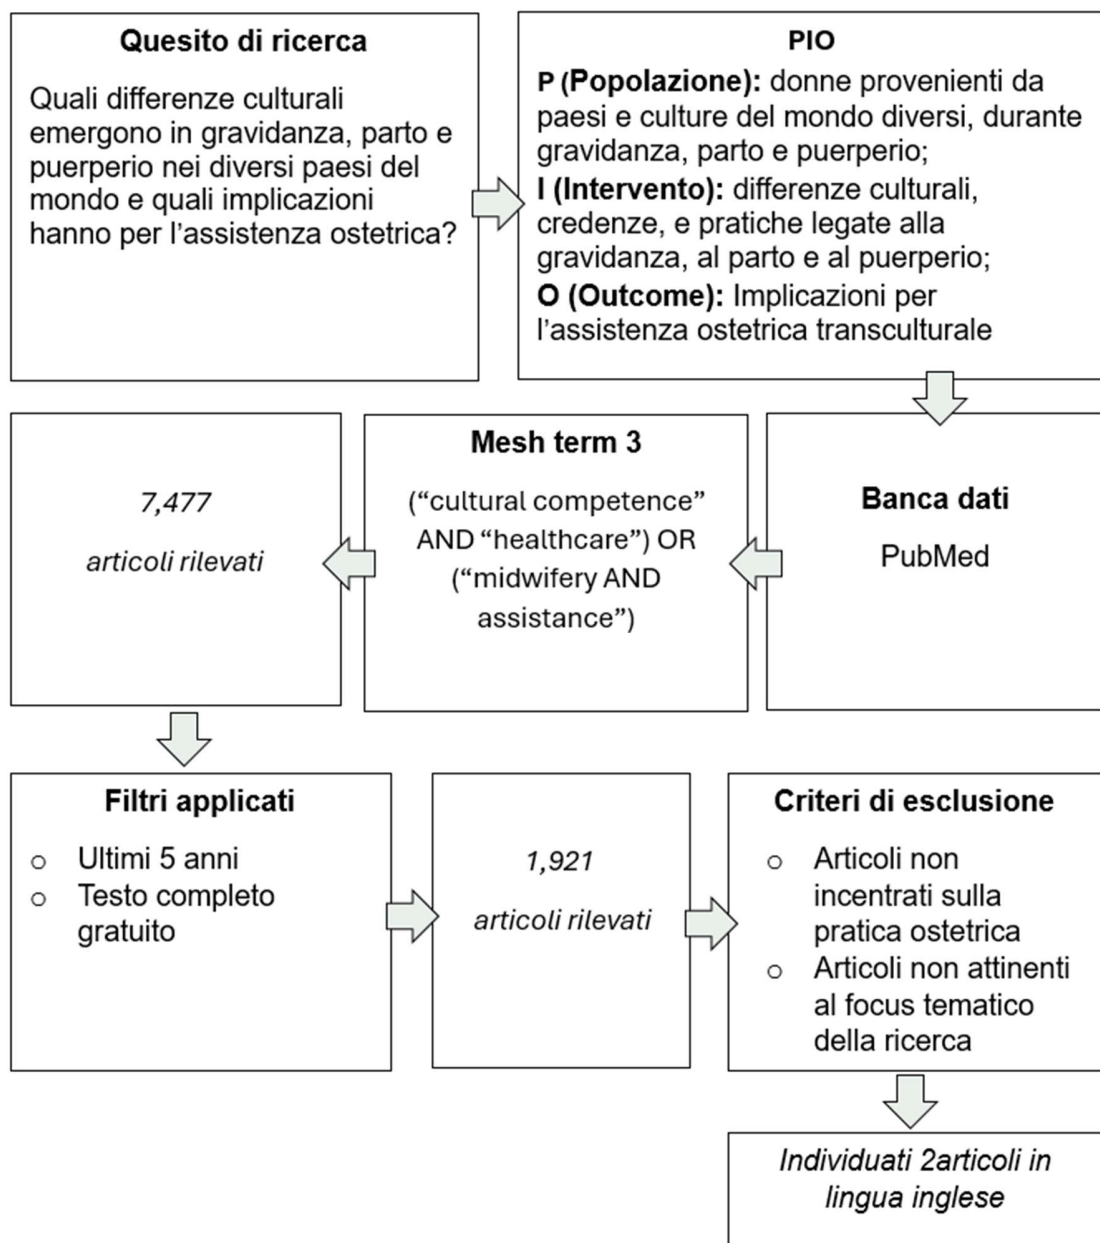 Quesito di ricerca
Quali differenze culturali
emergono in gravidanza, parto e
puerperio nei diversi paesi del
mondo e quali implicazioni
hanno per l’assistenza ostetrica?
PIO
P (Popolazione): donne provenienti da
paesi e culture del mondo diversi, durante
gravidanza, parto e puerperio;
I (Intervento): differenze culturali,
credenze, e pratiche legate alla
gravidanza, al parto e al puerperio;
O (Outcome): Implicazioni per
l’assistenza ostetrica transculturale
Banca dati
PubMed
Mesh term 3
(“cultural competence”
AND “healthcare”) OR
(“midwifery AND
assistance”)
7,477
articoli rilevati
Filtri applicati
o Ultimi 5 anni
o Testo completo
gratuito
1,921
articoli rilevati
Criteri di esclusione
o Articoli non
incentrati sulla
pratica ostetrica
o Articoli non attinenti
al focus tematico
della ricerca
Individuati 2articoli in
lingua inglese